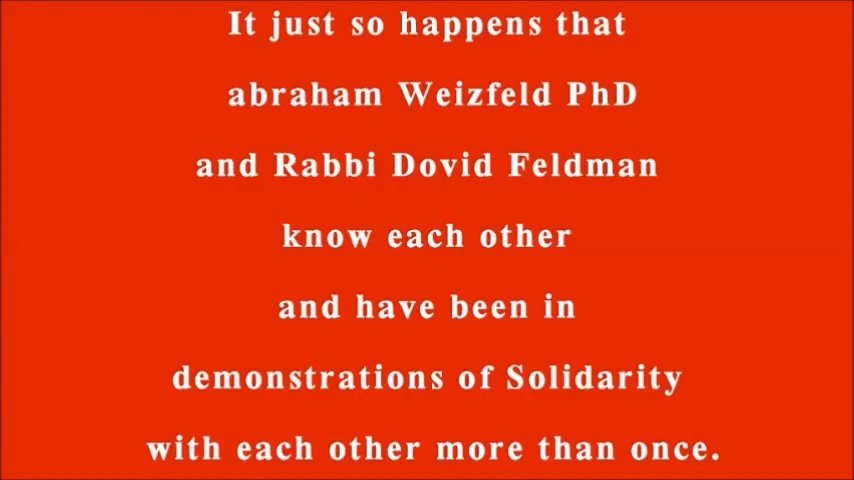 It just so happens that
abraham Weizfeld PhD
and Rabbi Dovid Feldman
know each other
and have been in
demonstrations of Solidarity
with each other more than once.